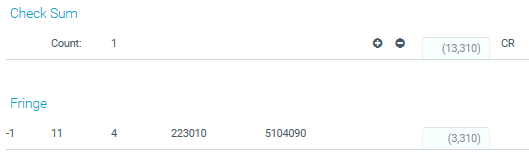 Check Sum
Count: 1 (13,310) CR
Fringe
-1 11 4 223010 5104090 (3,310)